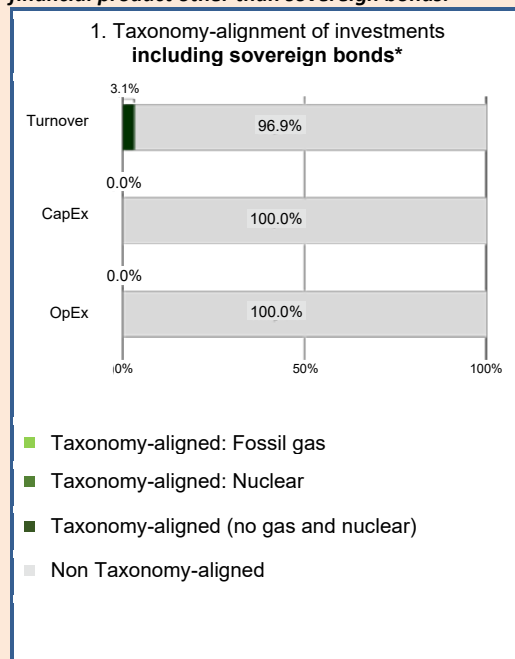 financial product other than sovereign bonds.
1. Taxonomy-alignment of investments
including sovereign bonds*
3.1%
Turnover
96.9%
0.0%
CapEx
100.0%
0.0%
OpEx
100.0%
0% 50% 100%
Taxonomy-aligned: Fossil gas
Taxonomy-aligned: Nuclear
Taxonomy-aligned (no gas and nuclear)
Non Taxonomy-aligned